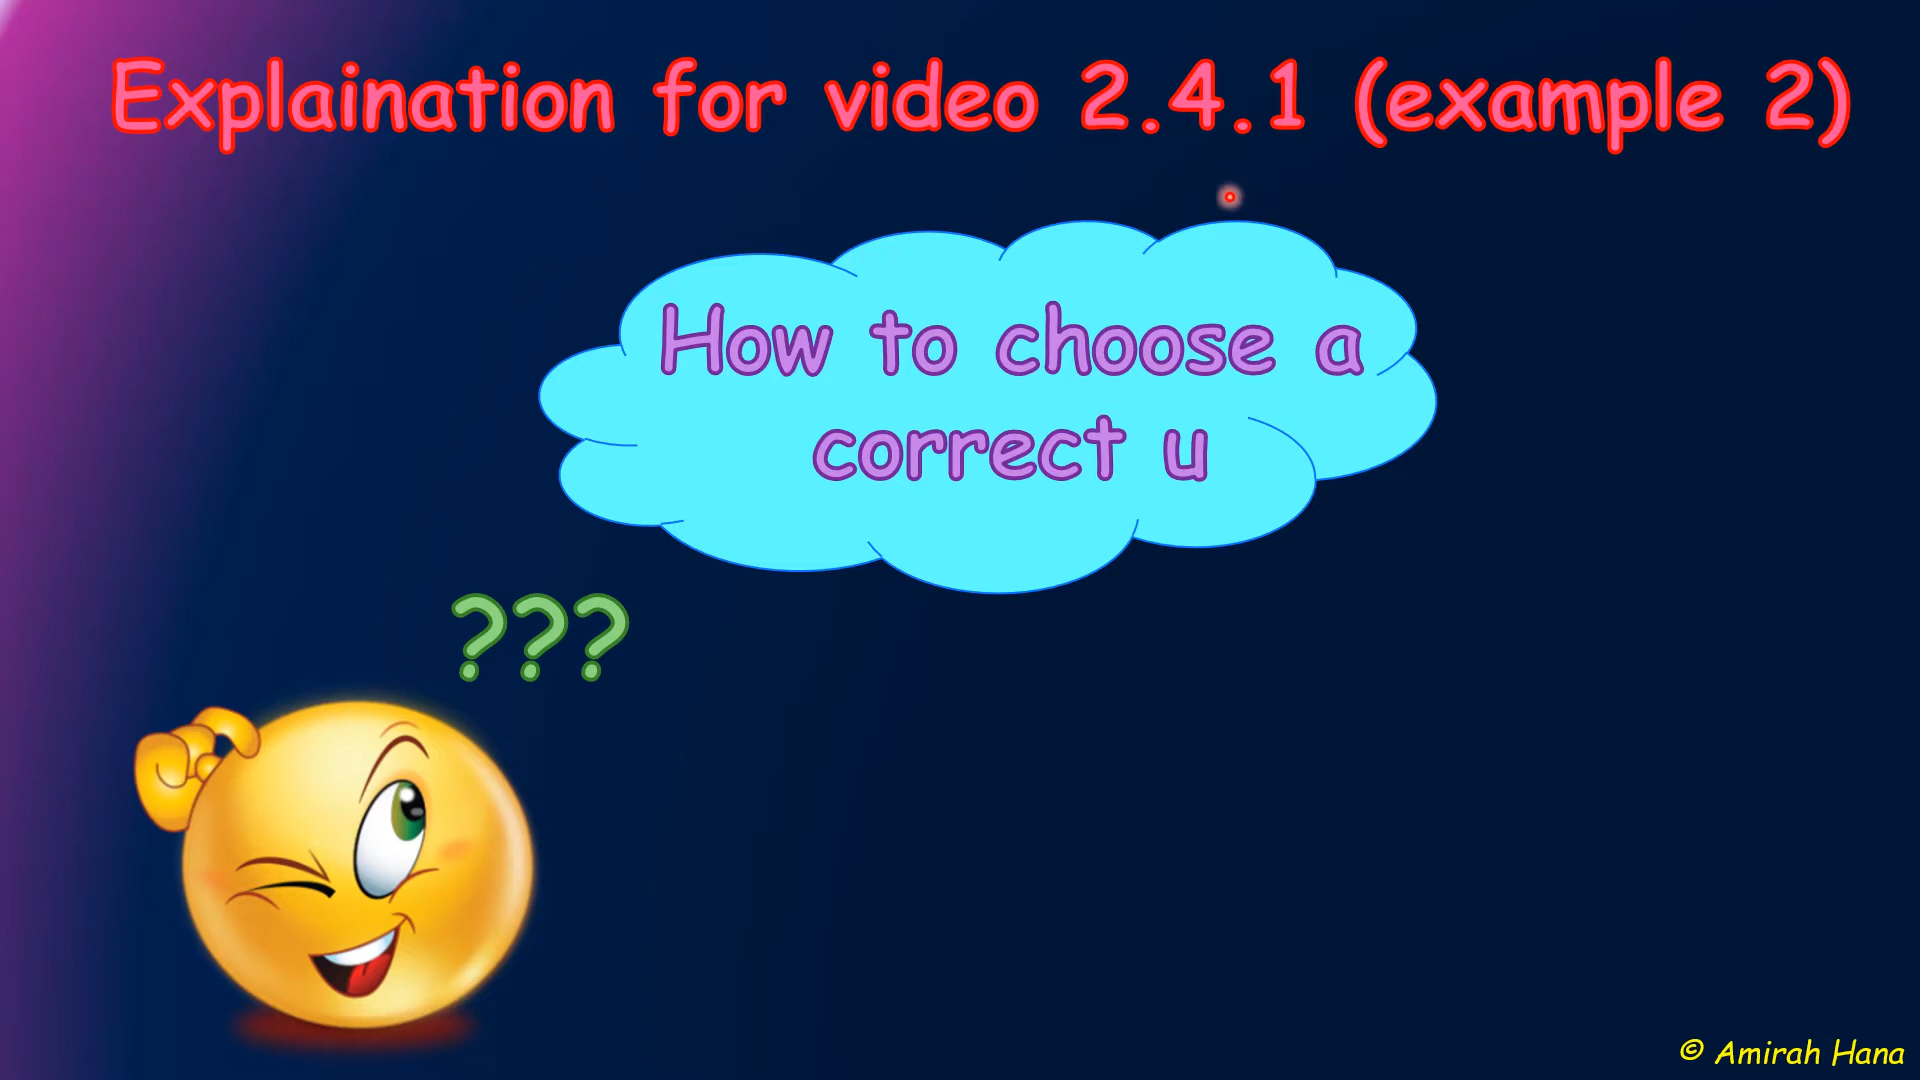 Explaination for video 2.4.1 (example 2)
How to choose a
correct u
???
© Amirah Hana